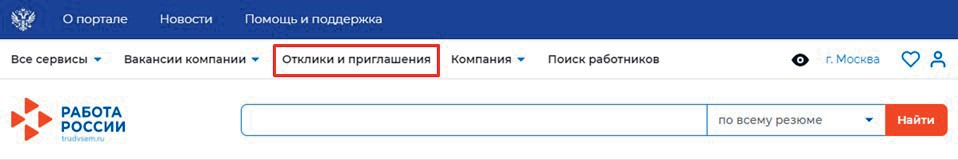 О портале Новости Помощь и поддержка
Все сервисы Вакансии компании Отклики и приглашения Компания Поиск работников г. Москва
РАБОТА
РОССИИ
trudvsem.ru
по всему резюме Найти